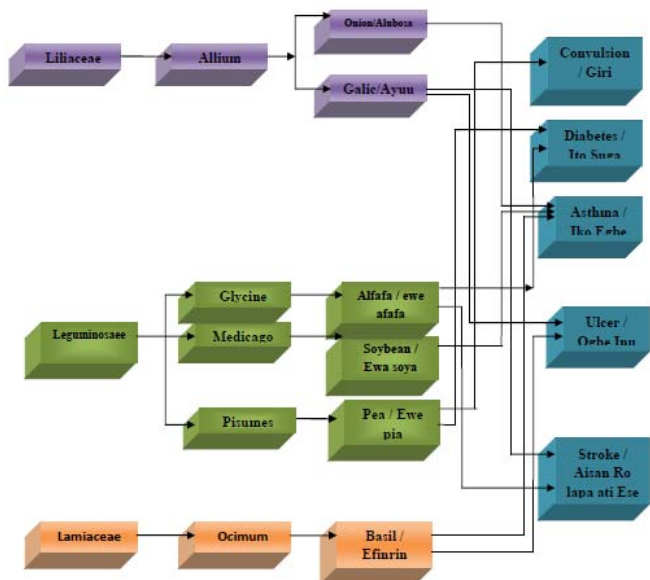 Onion/Alubosa
Liliaceae
Allium
Galic/Ayuu
Convulsion
/ Giri
Diabetes /
Ito Suga
Asthma /
Iko Egbe
Glycine
Alfafa / ewe
afafa
Leguminosaee
Medicago
Soybean /
Ewa soya
Ulcer /
Ogbe Inu
Pisumes
Pea / Ewe
pia
Stroke /
Aisan Ro
lapa ati Ese
Lamiaceae
Ocimum
Basil /
Efinrin